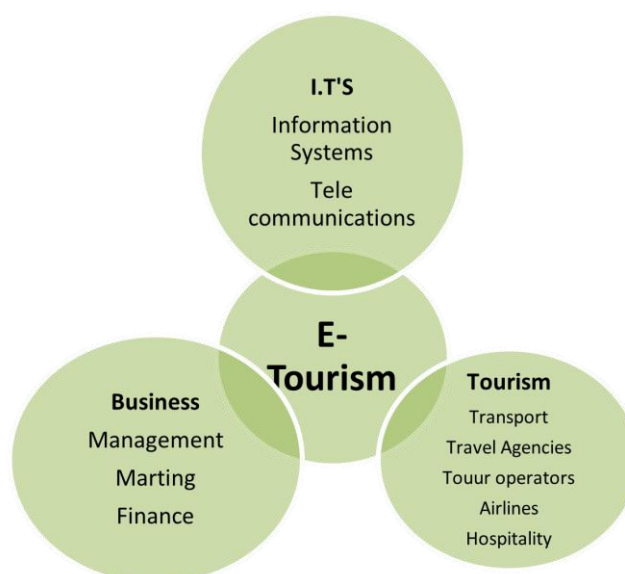 I.T'S
Information
Systems
Tele
communications
E-
Tourism
Business
Management
Marting
Finance
Tourism
Transport
Travel Agencies
Touur operators
Airlines
Hospitality